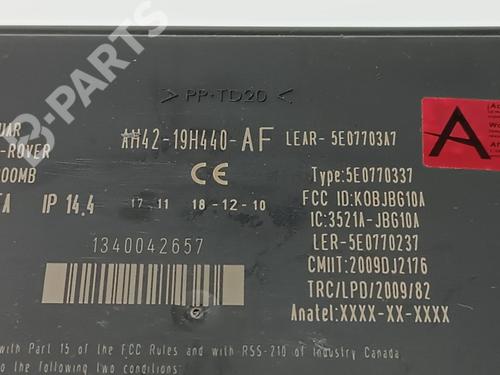 > PP-TD20 <
UAR AH42-19H440-AF LEAR- 5E07703A7
-ROVER
00MB Type:5E0770337
FCC ID:KOBJBG10A
TA IP 14.4 17.11 18-12-10 IC:3521A-JBG10A
1340042657 LER-5E0770237
CMIIT:2009DJ2176
TRC/LPD/2009/82
Anatel:XXXX-XX-XXXX
with Part 15 of the FCC Rules and with RSS-210 of Industry Canada.
to the following two conditions:
CE
A
B-PARTS